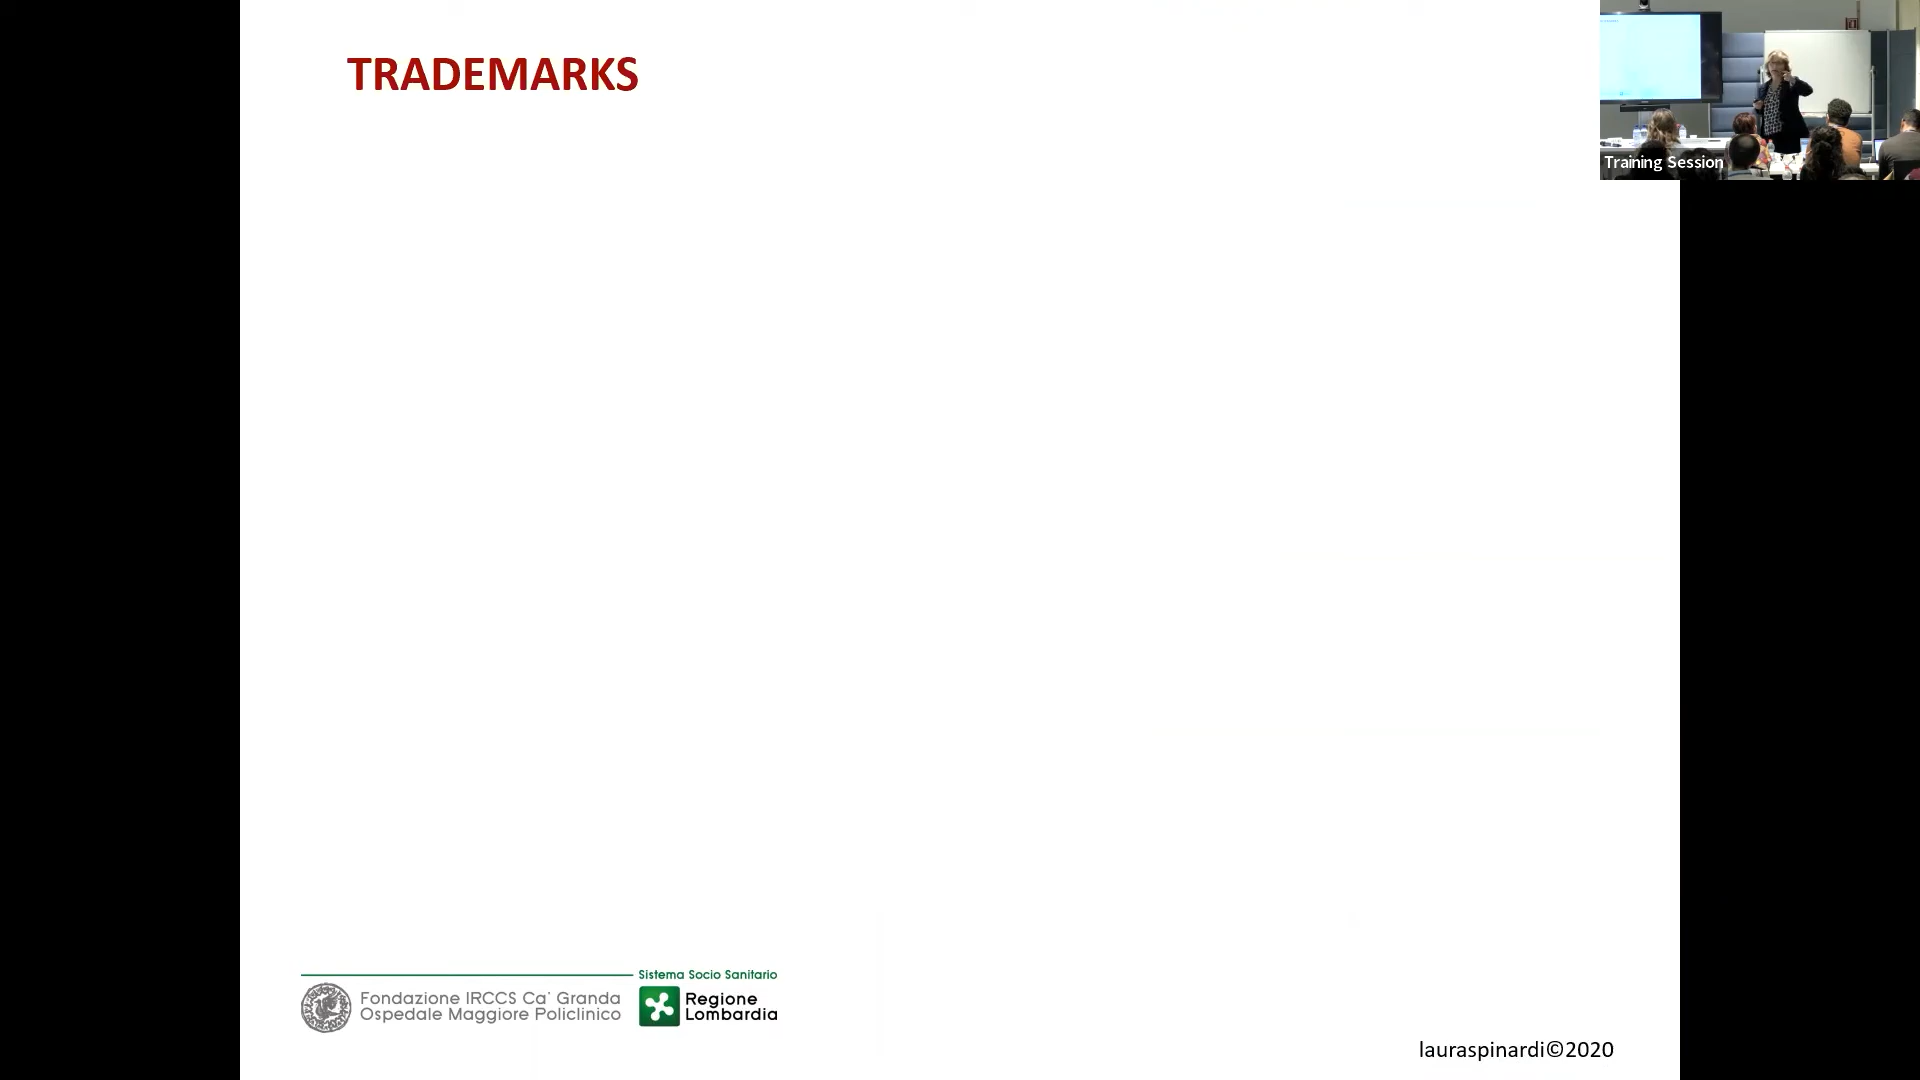 TRADEMARKS
Training Session
Sistema Socio Sanitario
Fondazione IRCCS Ca' Granda
Ospedale Maggiore Policlinico
Regione
Lombardia
lauraspinardi©2020